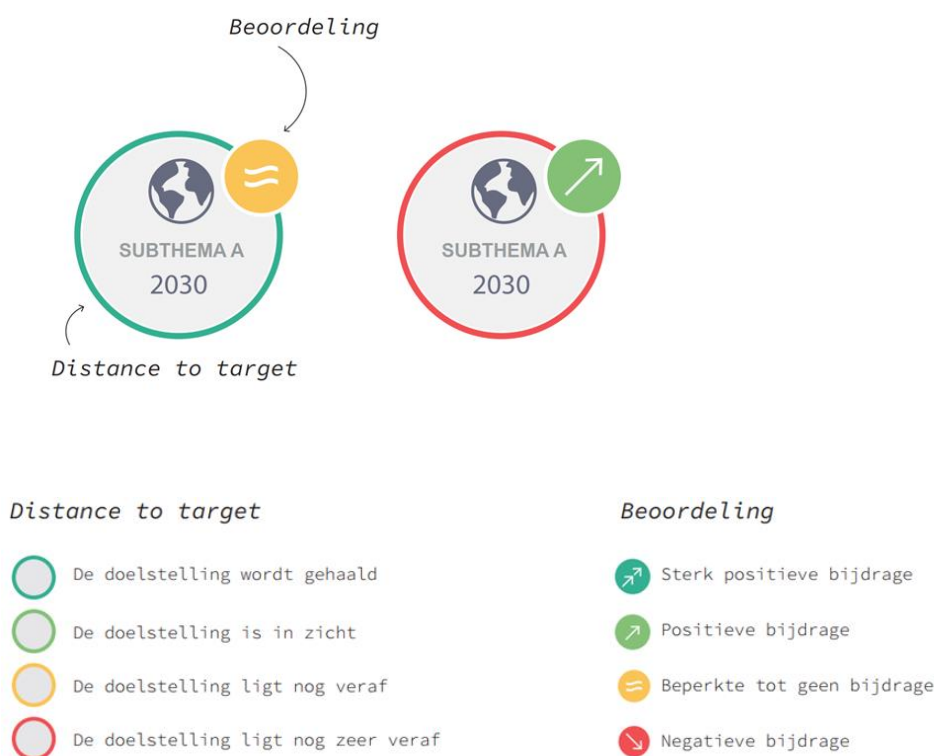 Beoordeling
SUBTHEMA A
2030
SUBTHEMA A
2030
Distance to target
Distance to target
De doelstelling wordt gehaald
De doelstelling is in zicht
De doelstelling ligt nog veraf
De doelstelling ligt nog zeer veraf
Beoordeling
Sterk positieve bijdrage
Positieve bijdrage
Beperkte tot geen bijdrage
Negatieve bijdrage